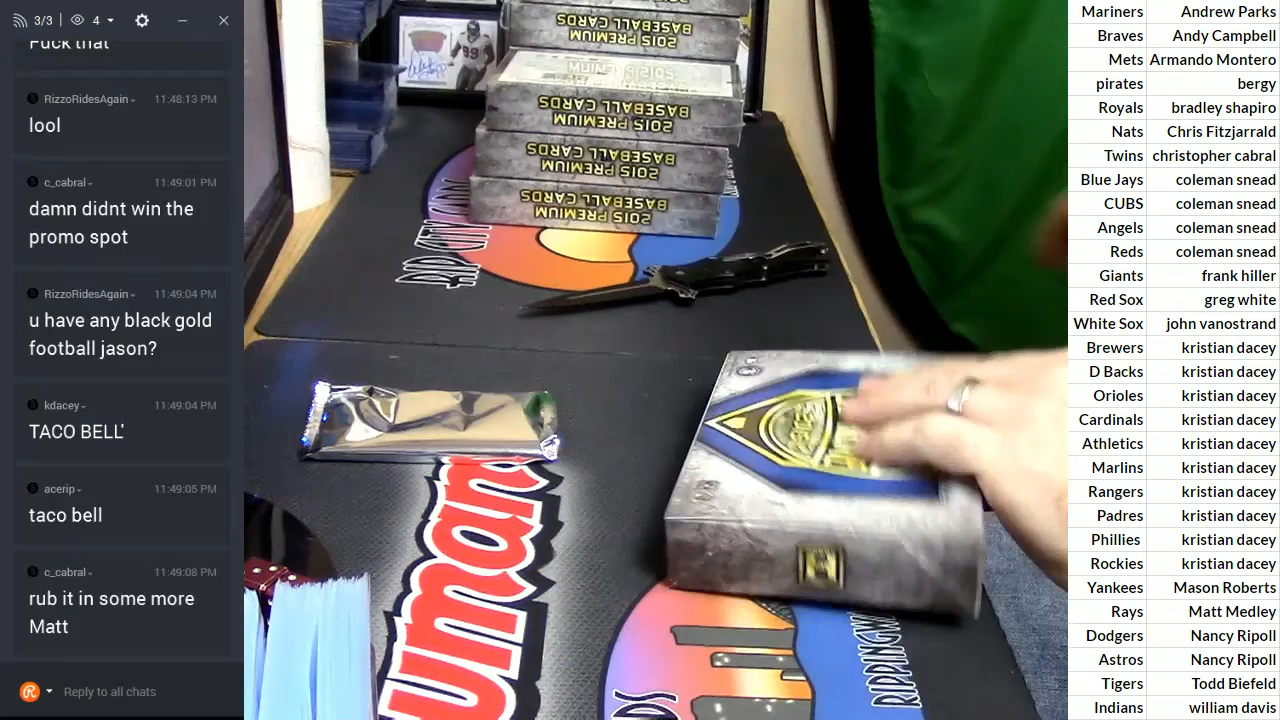 3/3 | 4
Fuck that
RizzoRidesAgain 11:48:13 PM
lool
c_cabral 11:49:01 PM
damn didnt win the
promo spot
RizzoRidesAgain 11:49:04 PM
u have any black gold
football jason?
kdacey 11:49:04 PM
TACO BELL'
acerip 11:49:05 PM
taco bell
c_cabral 11:49:08 PM
rub it in some more
Matt
Reply to all chats
BASEBALL CARDS
2015 PREMIUM
BASEBALL CARDS
2015 PREMIUM
BASEBALL CARDS
2015 PREMIUM
BASEBALL CARDS
2015 PREMIUM
RIP CITY
uman
RIPPINGW
Mariners Andrew Parks
Braves Andy Campbell
Mets Armando Montero
pirates bergy
Royals bradley shapiro
Nats Chris Fitzjarrald
Twins christopher cabral
Blue Jays coleman snead
CUBS coleman snead
Angels coleman snead
Reds coleman snead
Giants frank hiller
Red Sox greg white
White Sox john vanostrand
Brewers kristian dacey
D Backs kristian dacey
Orioles kristian dacey
Cardinals kristian dacey
Athletics kristian dacey
Marlins kristian dacey
Rangers kristian dacey
Padres kristian dacey
Phillies kristian dacey
Rockies kristian dacey
Yankees Mason Roberts
Rays Matt Medley
Dodgers Nancy Ripoll
Astros Nancy Ripoll
Tigers Todd Biefeld
Indians william davis